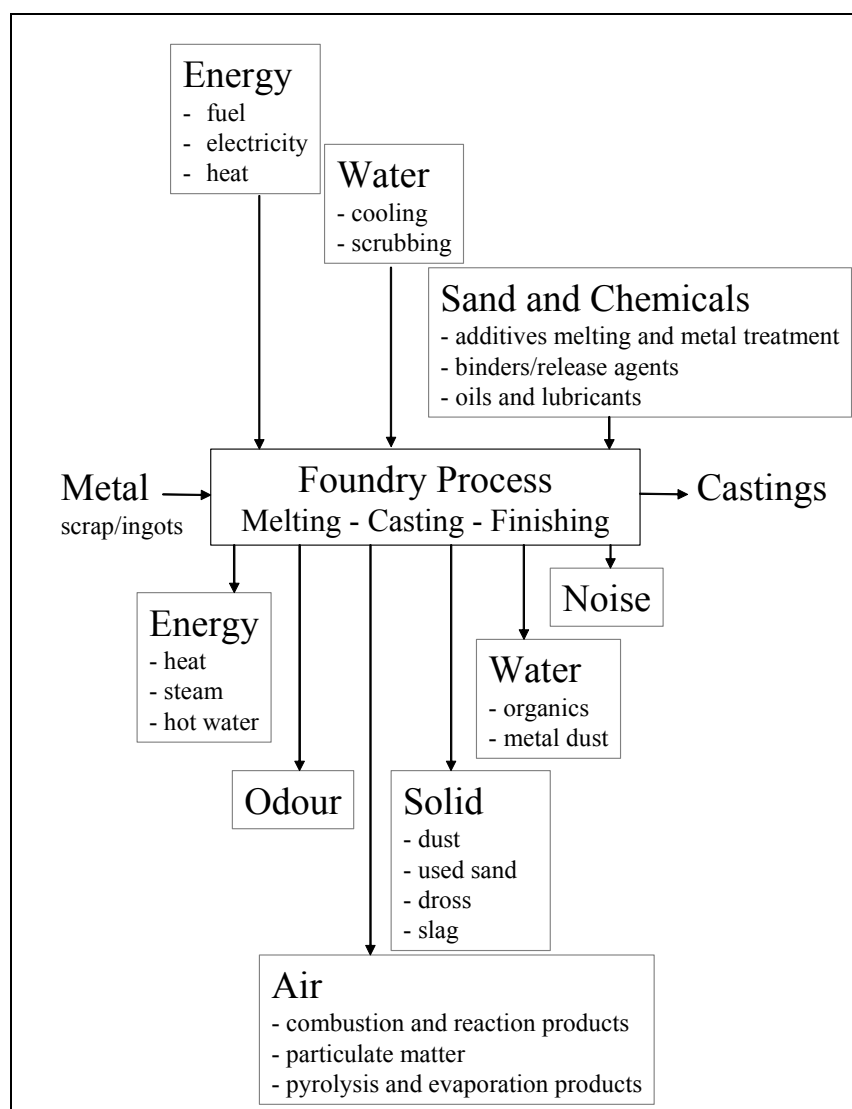 Energy
- fuel
- electricity
- heat
Water
- cooling
- scrubbing
Sand and Chemicals
- additives melting and metal treatment
- binders/release agents
- oils and lubricants
Metal
scrap/ingots
Foundry Process
Melting - Casting - Finishing
Castings
Energy
- heat
- steam
- hot water
Odour
Air
- combustion and reaction products
- particulate matter
- pyrolysis and evaporation products
Solid
- dust
- used sand
- dross
- slag
Water
- organics
- metal dust
Noise